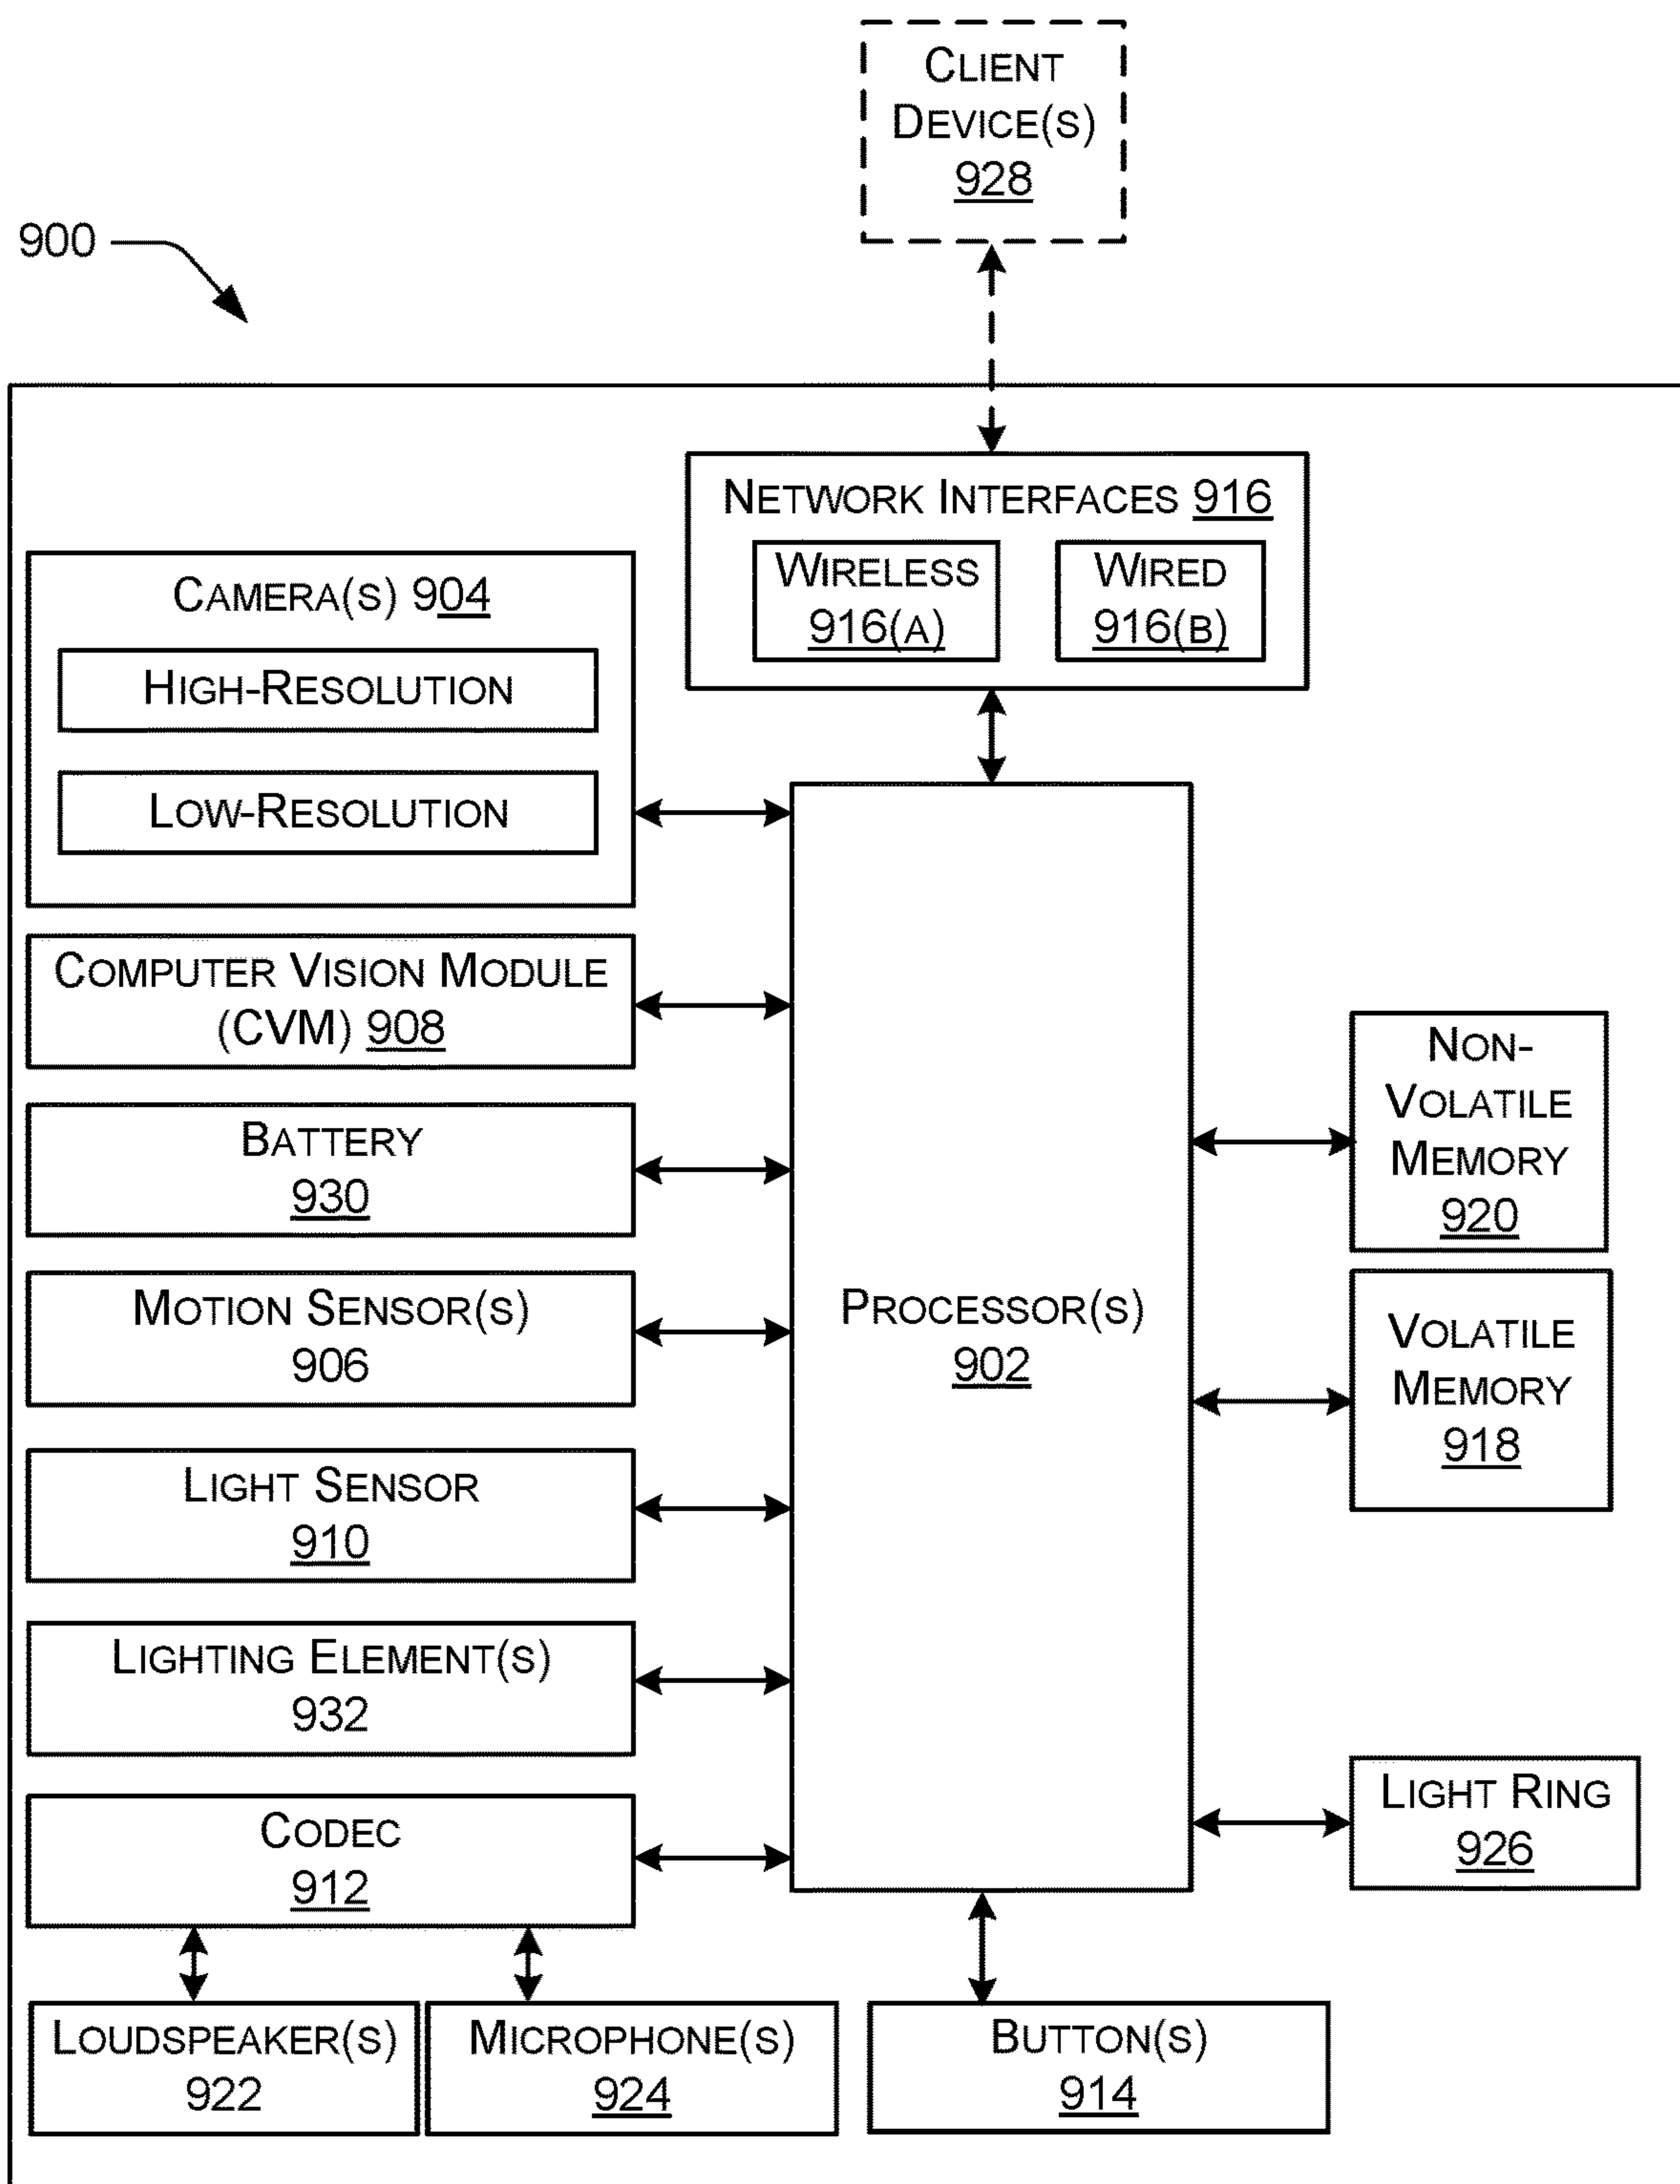 CLIENT
DEVICE(S)
928
900
NETWORK INTERFACES 916
WIRELESS
916(A)
WIRED
916(B)
CAMERA(S) 904
HIGH-RESOLUTION
LOW-RESOLUTION
COMPUTER VISION MODULE
(CVM) 908
BATTERY
930
MOTION SENSOR(S)
906
LIGHT SENSOR
910
LIGHTING ELEMENT(S)
932
CODEC
912
LOUDSPEAKER(S)
922
MICROPHONE(S)
924
PROCESSOR(S)
902
BUTTON(S)
914
NON-
VOLATILE
MEMORY
920
VOLATILE
MEMORY
918
LIGHT RING
926